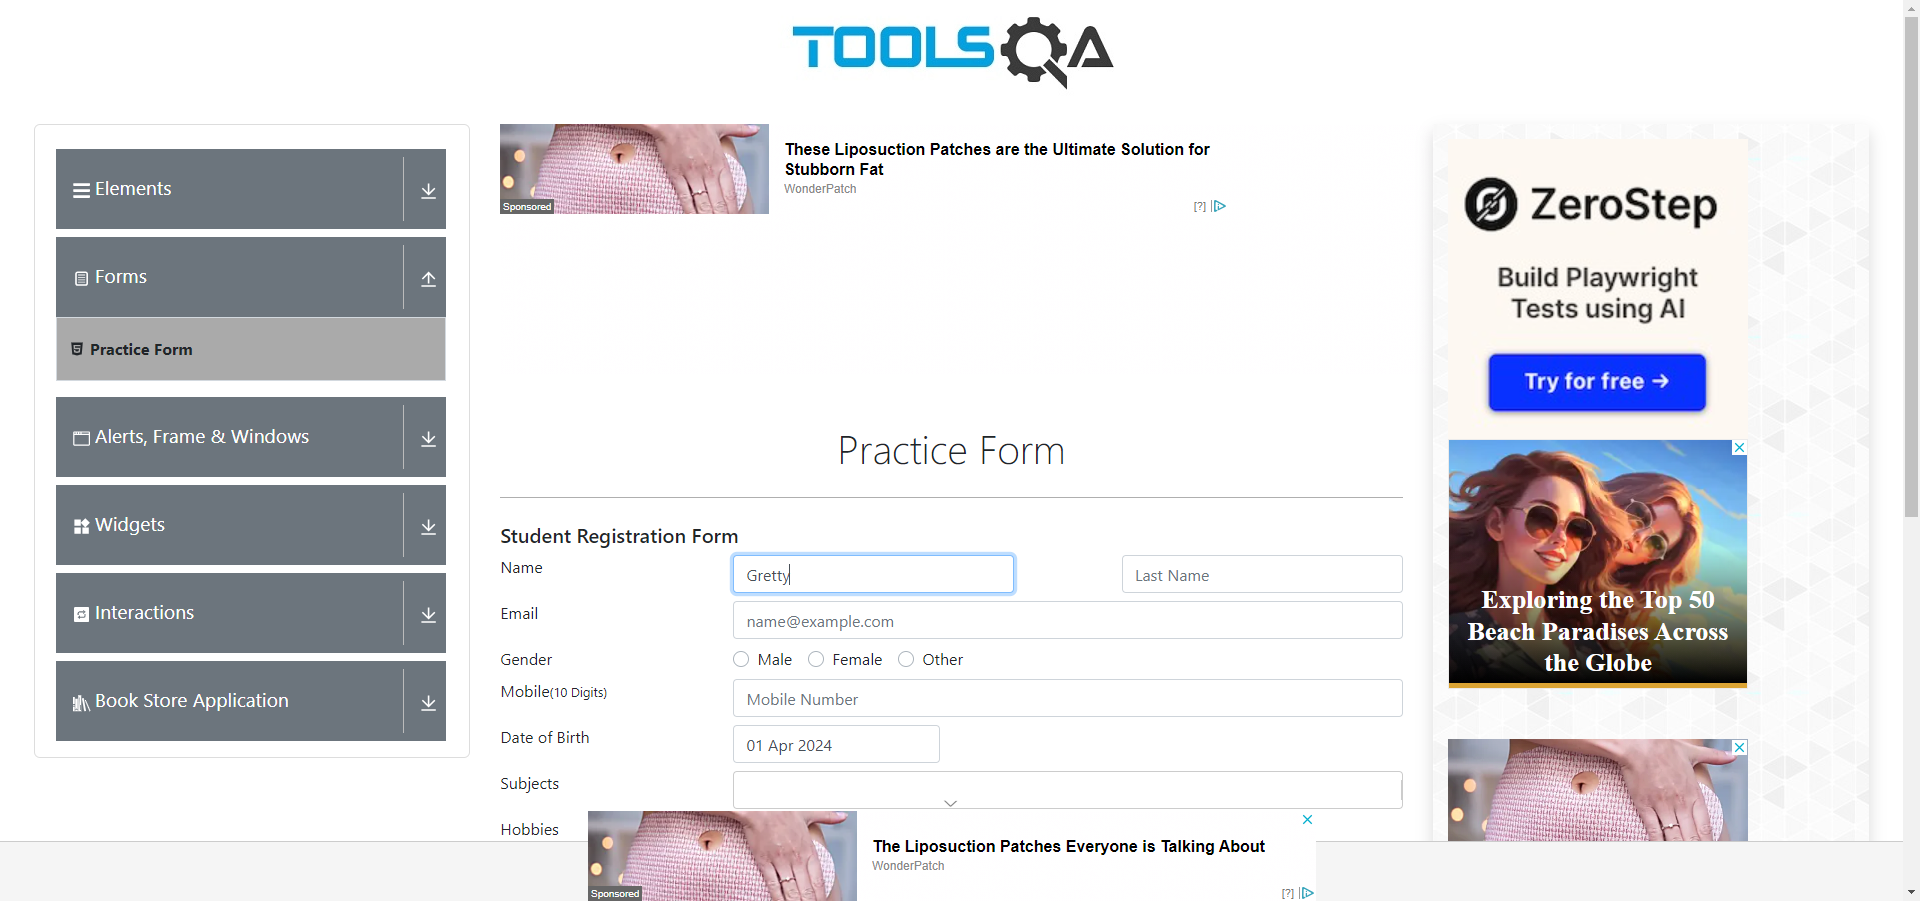 TOOLSQA
Elements
Forms
Practice Form
Alerts, Frame & Windows
Widgets
Interactions
Book Store Application
Sponsored
These Liposuction Patches are the Ultimate Solution for
Stubborn Fat
WonderPatch
[?]
Practice Form
Student Registration Form
Name
Gretty
Last Name
Email
name@example.com
Gender
Male
Female
Other
Mobile(10 Digits)
Mobile Number
Date of Birth
01 Apr 2024
Subjects
Hobbies
Sponsored
The Liposuction Patches Everyone is Talking About
WonderPatch
[?]
ZeroStep
Build Playwright
Tests using AI
Try for free →
Exploring the Top 50
Beach Paradises Across
the Globe